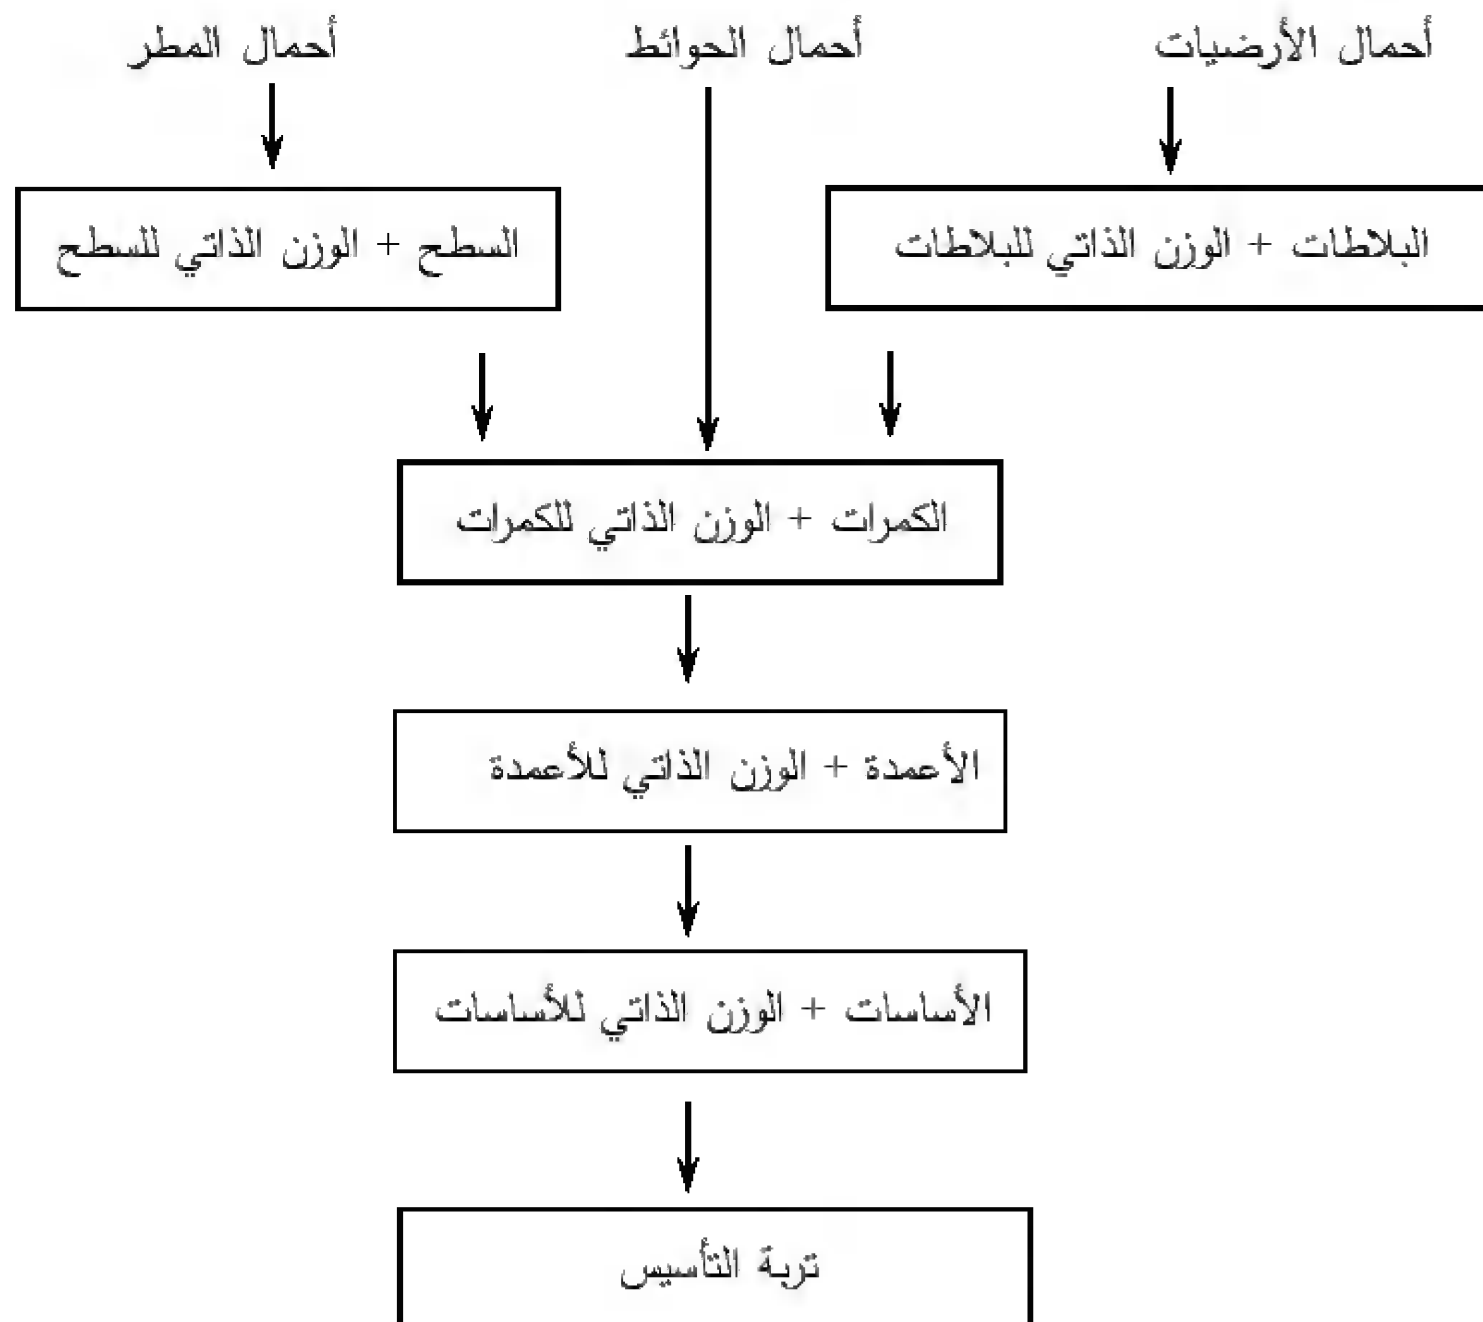 أحمال الأرضيات
أحمال الحوائط
أحمال المطر
البلاطات + الوزن الذاتي للبلاطات
السطح + الوزن الذاتي للسطح
الكمرات + الوزن الذاتي للكمرات
الأعمدة + الوزن الذاتي للأعمدة
الأساسات + الوزن الذاتي للأساسات
تربة التأسيس